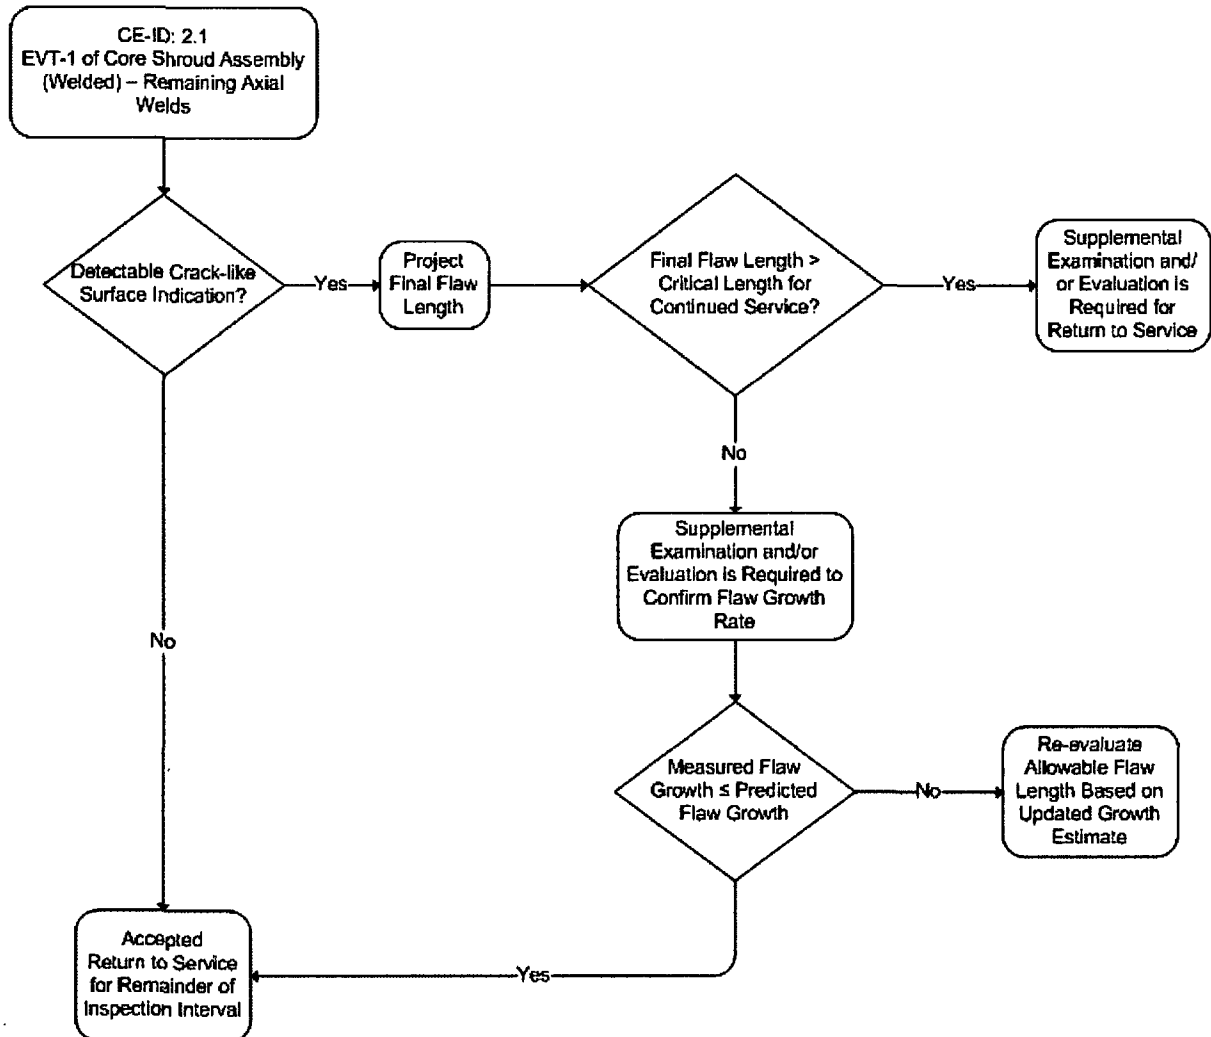 CE-ID: 2.1
EVT-1 of Core Shroud Assembly
(Welded) – Remaining Axial
Welds
Detectable Crack-like
Surface Indication?
Yes
Project
Final Flaw
Length
Final Flaw Length >
Critical Length for
Continued Service?
Yes
Supplemental
Examination and/
or Evaluation is
Required for
Return to Service
No
Supplemental
Examination and/or
Evaluation is Required to
Confirm Flaw Growth
Rate
No
Measured Flaw
Growth ≤ Predicted
Flaw Growth
No
Re-evaluate
Allowable Flaw
Length Based on
Updated Growth
Estimate
Accepted
Return to Service
for Remainder of
Inspection Interval
Yes